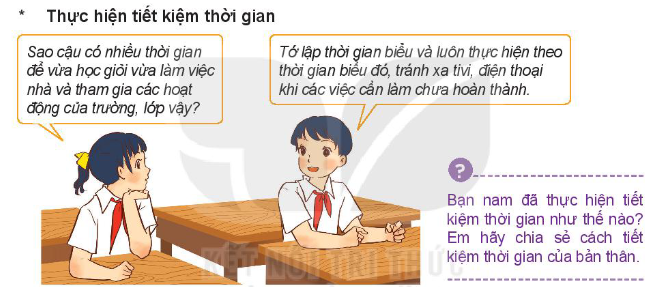 * Thực hiện tiết kiệm thời gian
Sao cậu có nhiều thời gian
để vừa học giỏi vừa làm việc
nhà và tham gia các hoạt
động của trường, lớp vậy?
Tớ lập thời gian biểu và luôn thực hiện theo
thời gian biểu đó, tránh xa tivi, điện thoại
khi các việc cần làm chưa hoàn thành.
?
Bạn nam đã thực hiện tiết
kiệm thời gian như thế nào?
Em hãy chia sẻ cách tiết
kiệm thời gian của bản thân.
KẾT NỐI TRI THỨC